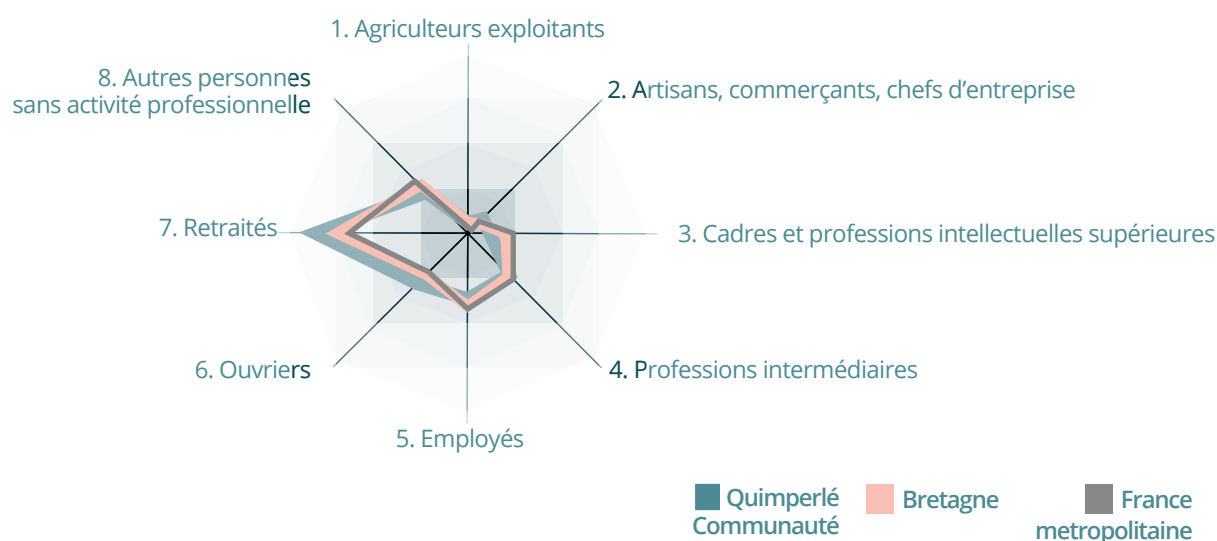 1. Agriculteurs exploitants
8. Autres personnes
sans activité professionnelle
2. Artisans, commerçants, chefs d'entreprise
7. Retraités
3. Cadres et professions intellectuelles supérieures
6. Ouvriers
4. Professions intermédiaires
5. Employés
Quimperlé
Communauté
Bretagne
France
metropolitaine